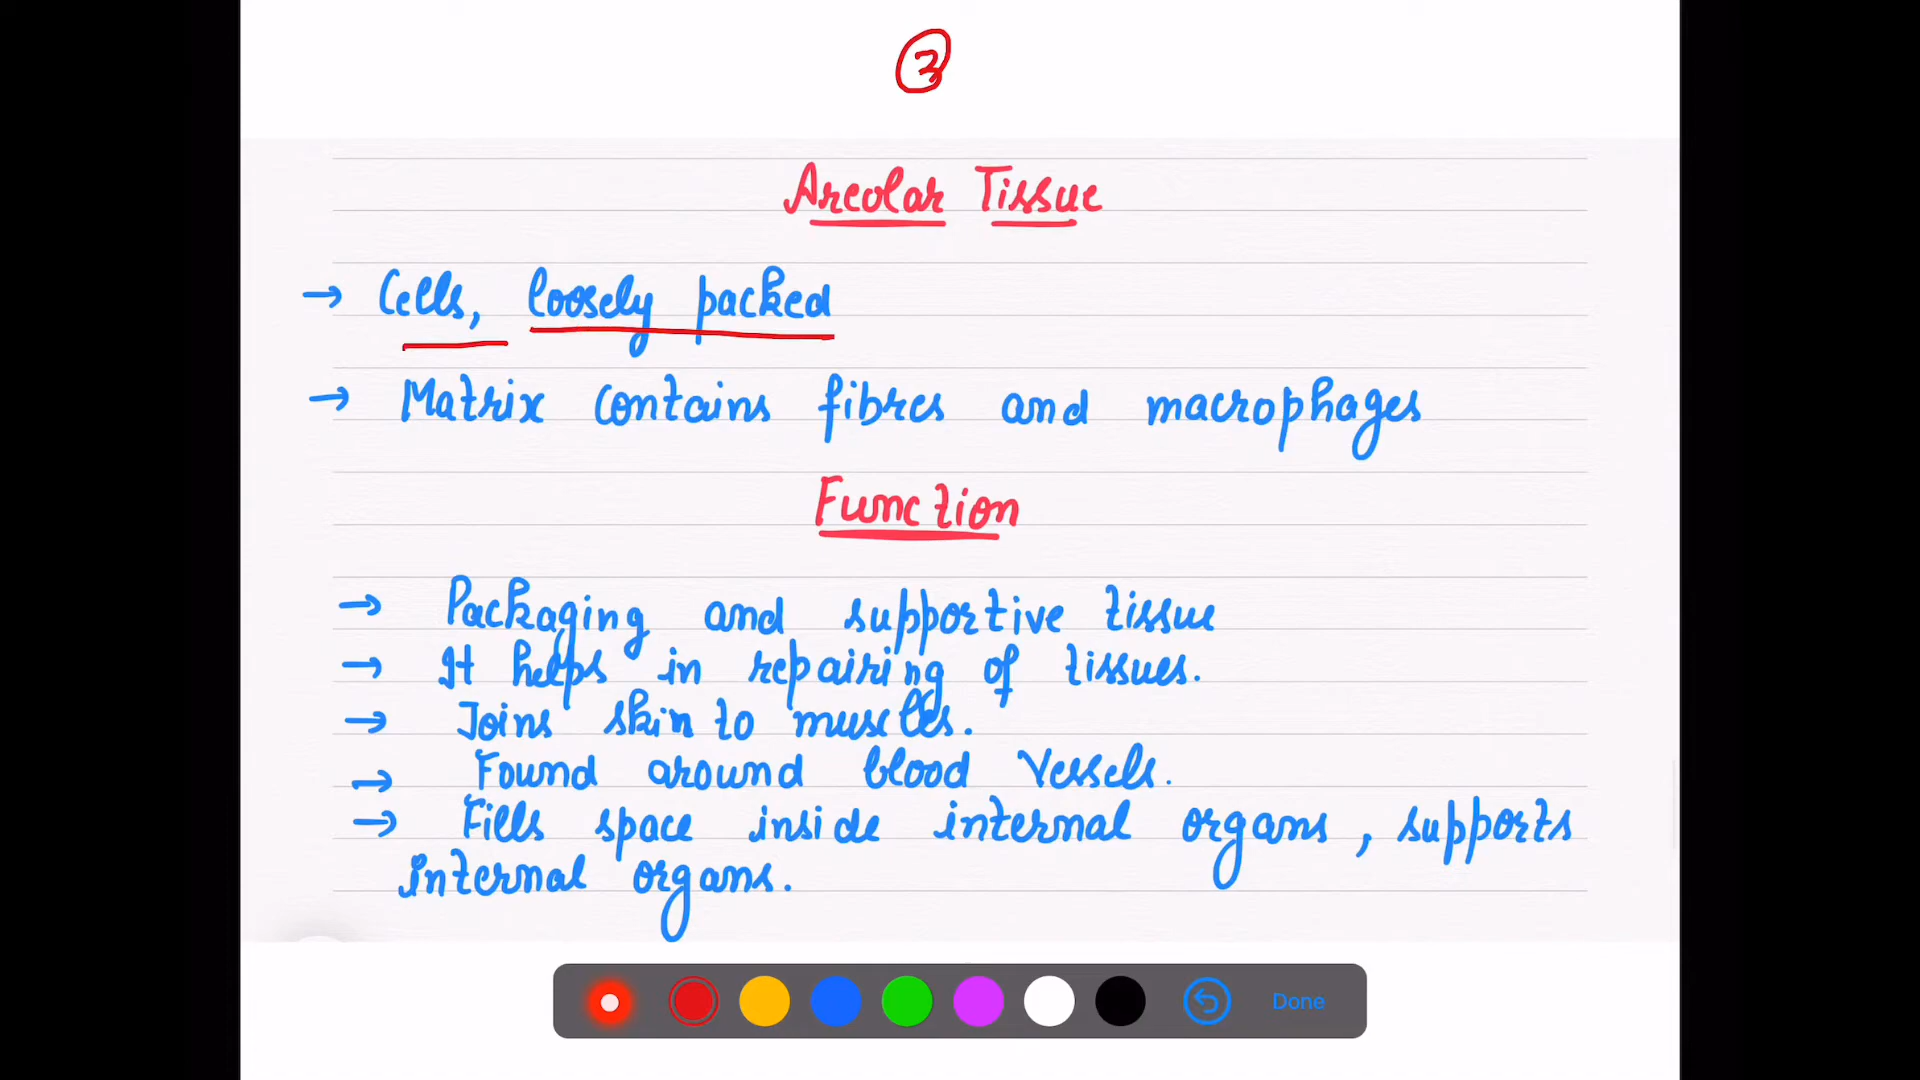 3
Areolar Tissue
→ Cells, loosely packed
→ Matrix contains fibres and macrophages
Function
→ Packaging and supportive tissue
→ It helps in repairing of tissues.
→ Joins skin to muscles.
→ Found around blood vessels.
→ Fills space inside internal organs, supports
internal organs.
Done